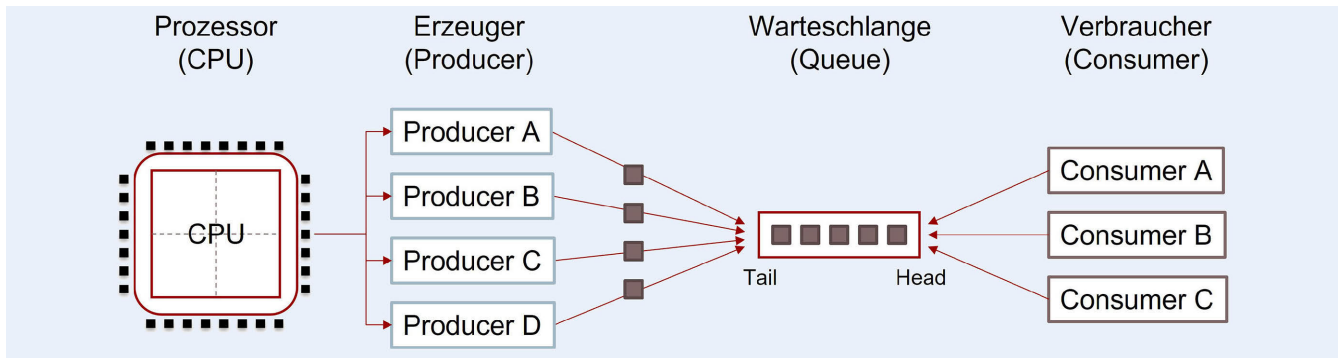 Prozessor
(CPU)
Erzeuger
(Producer)
Warteschlange
(Queue)
Verbraucher
(Consumer)
CPU
Producer A
Producer B
Producer C
Producer D
Tail
Head
Consumer A
Consumer B
Consumer C